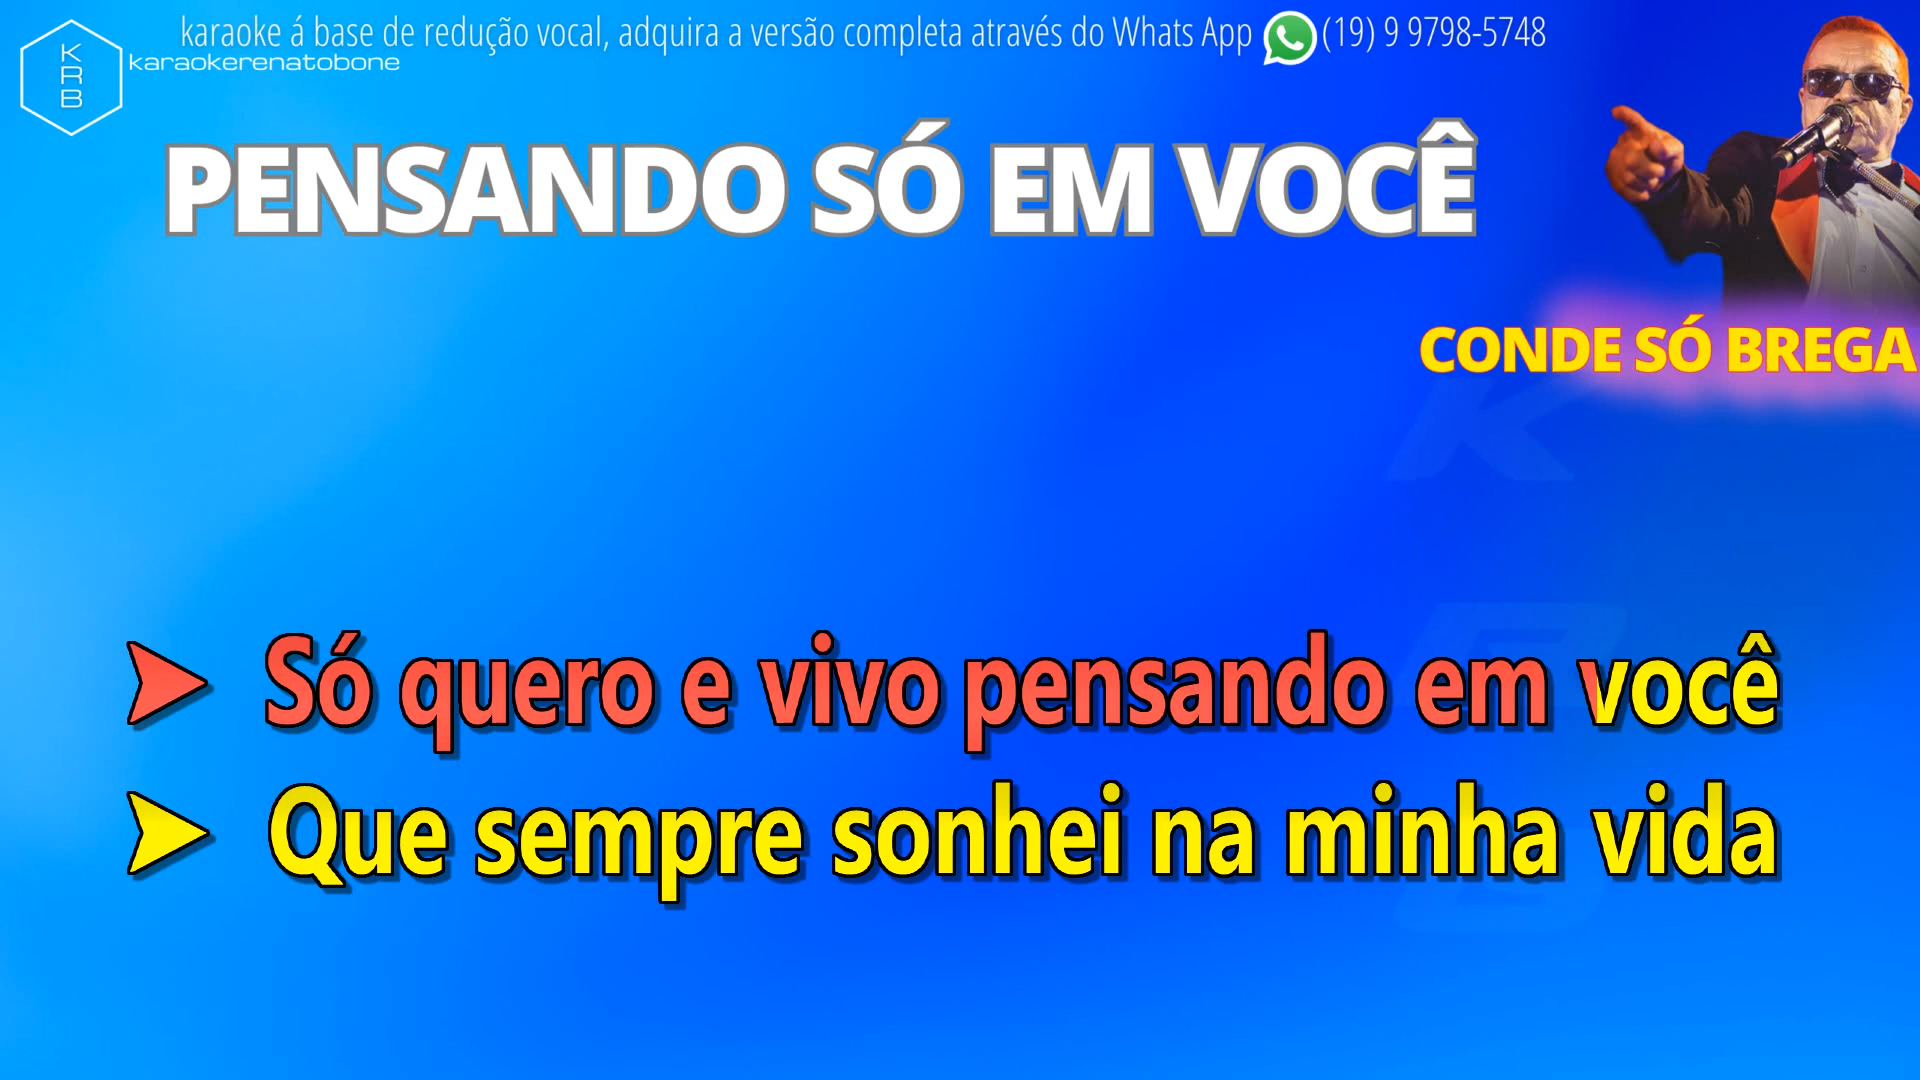 karaoke á base de redução vocal, adquira a versão completa através do Whats App (19) 9 9798-5748
KRB
karaokerenatobone
PENSANDO SÓ EM VOCÊ
CONDE SÓ BREGA
K
B
➤ Só quero e vivo pensando em você
➤ Que sempre sonhei na minha vida